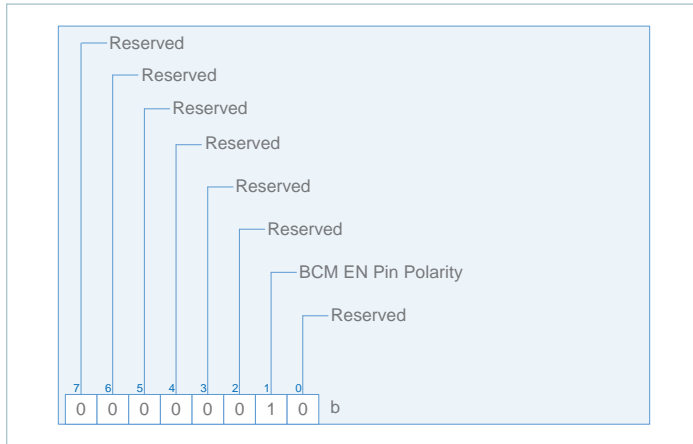 Reserved
Reserved
Reserved
Reserved
Reserved
Reserved
BCM EN Pin Polarity
Reserved
7 6 5 4 3 2 1 0
0 0 0 0 0 0 1 0 b